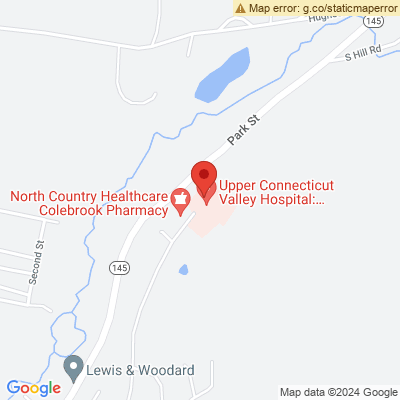 Map error: g.co/staticmaperror
Hughe
145
S Hill Rd
Park St
North Country Healthcare
Colebrook Pharmacy
Upper Connecticut
Valley Hospital:...
Second St
145
Lewis & Woodard
Google
Map data ©2024 Google